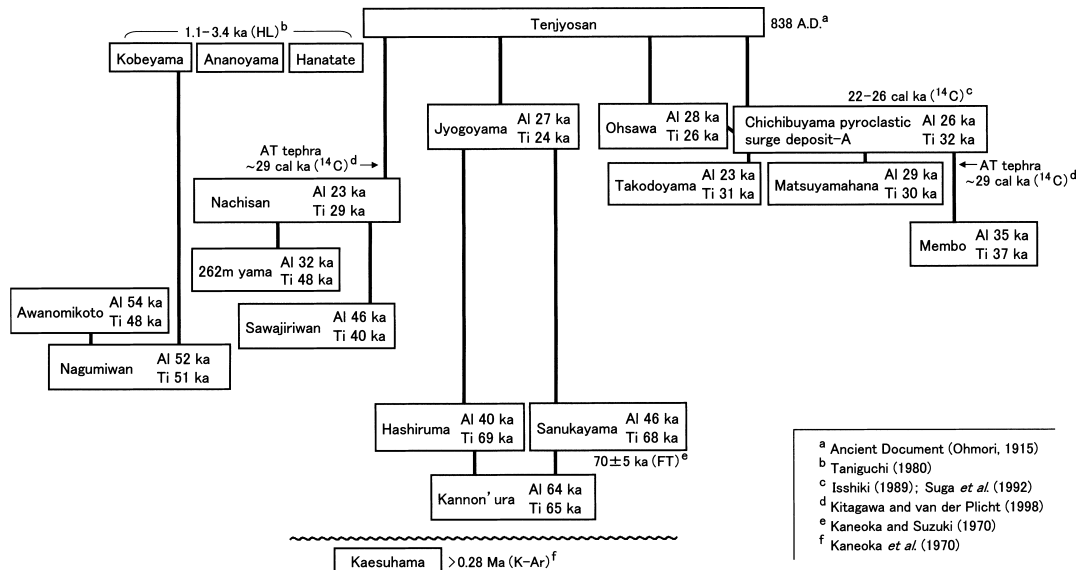 Tenjyosan
838 A.D.a
1.1-3.4 ka (HL)b
Kobeyama
Ananoyama
Hanatate
22-26 cal ka (14C)c
Jyogoyama
Al 27 ka
Ti 24 ka
Ohsawa
Al 28 ka
Ti 26 ka
Chichibuyama pyroclastic
surge deposit-A
Al 26 ka
Ti 32 ka
AT tephra
~29 cal ka (14C)d
AT tephra
~29 cal ka (14C)d
Nachisan
Al 23 ka
Ti 29 ka
Takodoyama
Al 23 ka
Ti 31 ka
Matsuyamahana
Al 29 ka
Ti 30 ka
Membo
Al 35 ka
Ti 37 ka
262m yama
Al 32 ka
Ti 48 ka
Awanomikoto
Al 54 ka
Ti 48 ka
Sawajiriwan
Al 46 ka
Ti 40 ka
Nagumiwan
Al 52 ka
Ti 51 ka
Hashiruma
Al 40 ka
Ti 69 ka
Sanukayama
Al 46 ka
Ti 68 ka
70±5 ka (FT)e
Kannon'ura
Al 64 ka
Ti 65 ka
Kaesuhama
>0.28 Ma (K-Ar)f
a Ancient Document (Ohmori, 1915)
b Taniguchi (1980)
c Isshiki (1989); Suga et al. (1992)
d Kitagawa and van der Plicht (1998)
e Kaneoka and Suzuki (1970)
f Kaneoka et al. (1970)